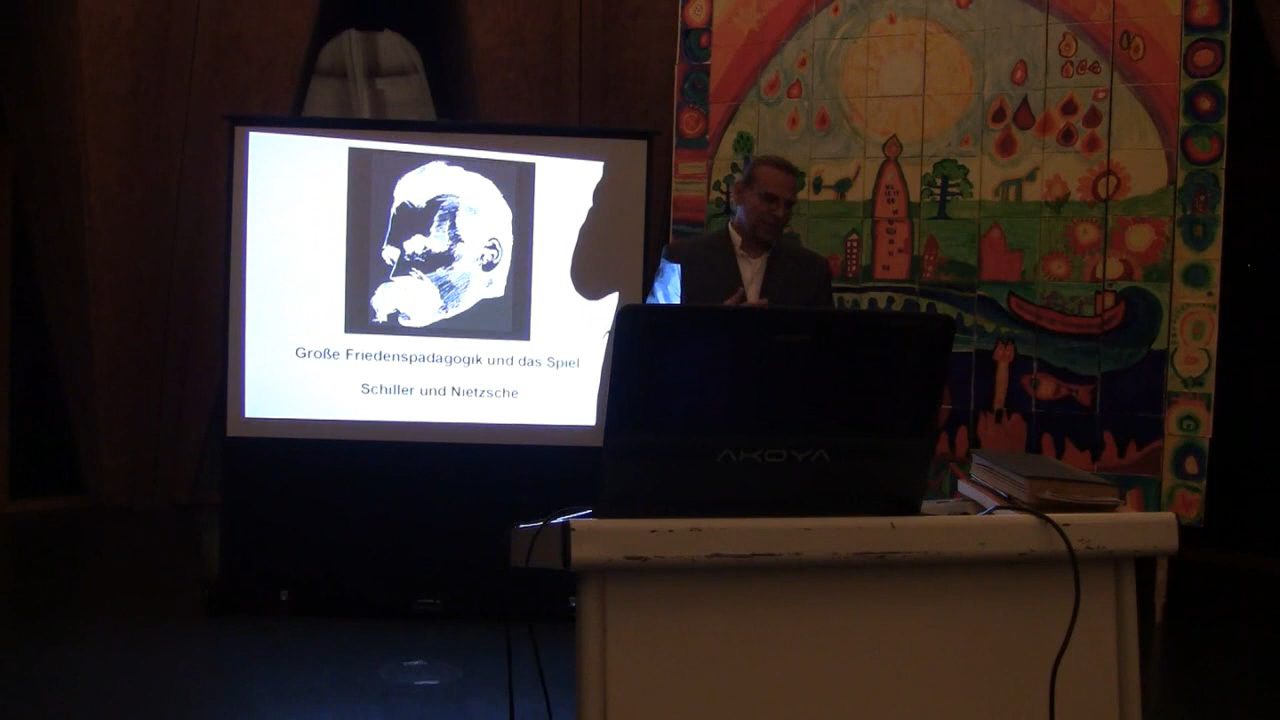 Große Friedenspädagogik und das Spiel
Schiller und Nietzsche
AKOYA